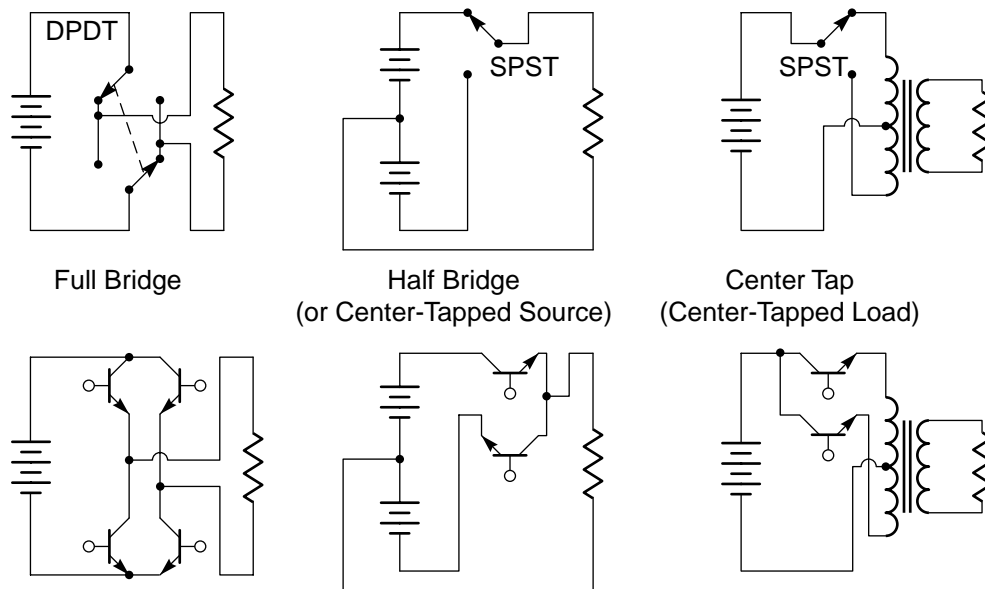 DPDT
SPST
SPST
Full Bridge
Half Bridge
(or Center-Tapped Source)
Center Tap
(Center-Tapped Load)